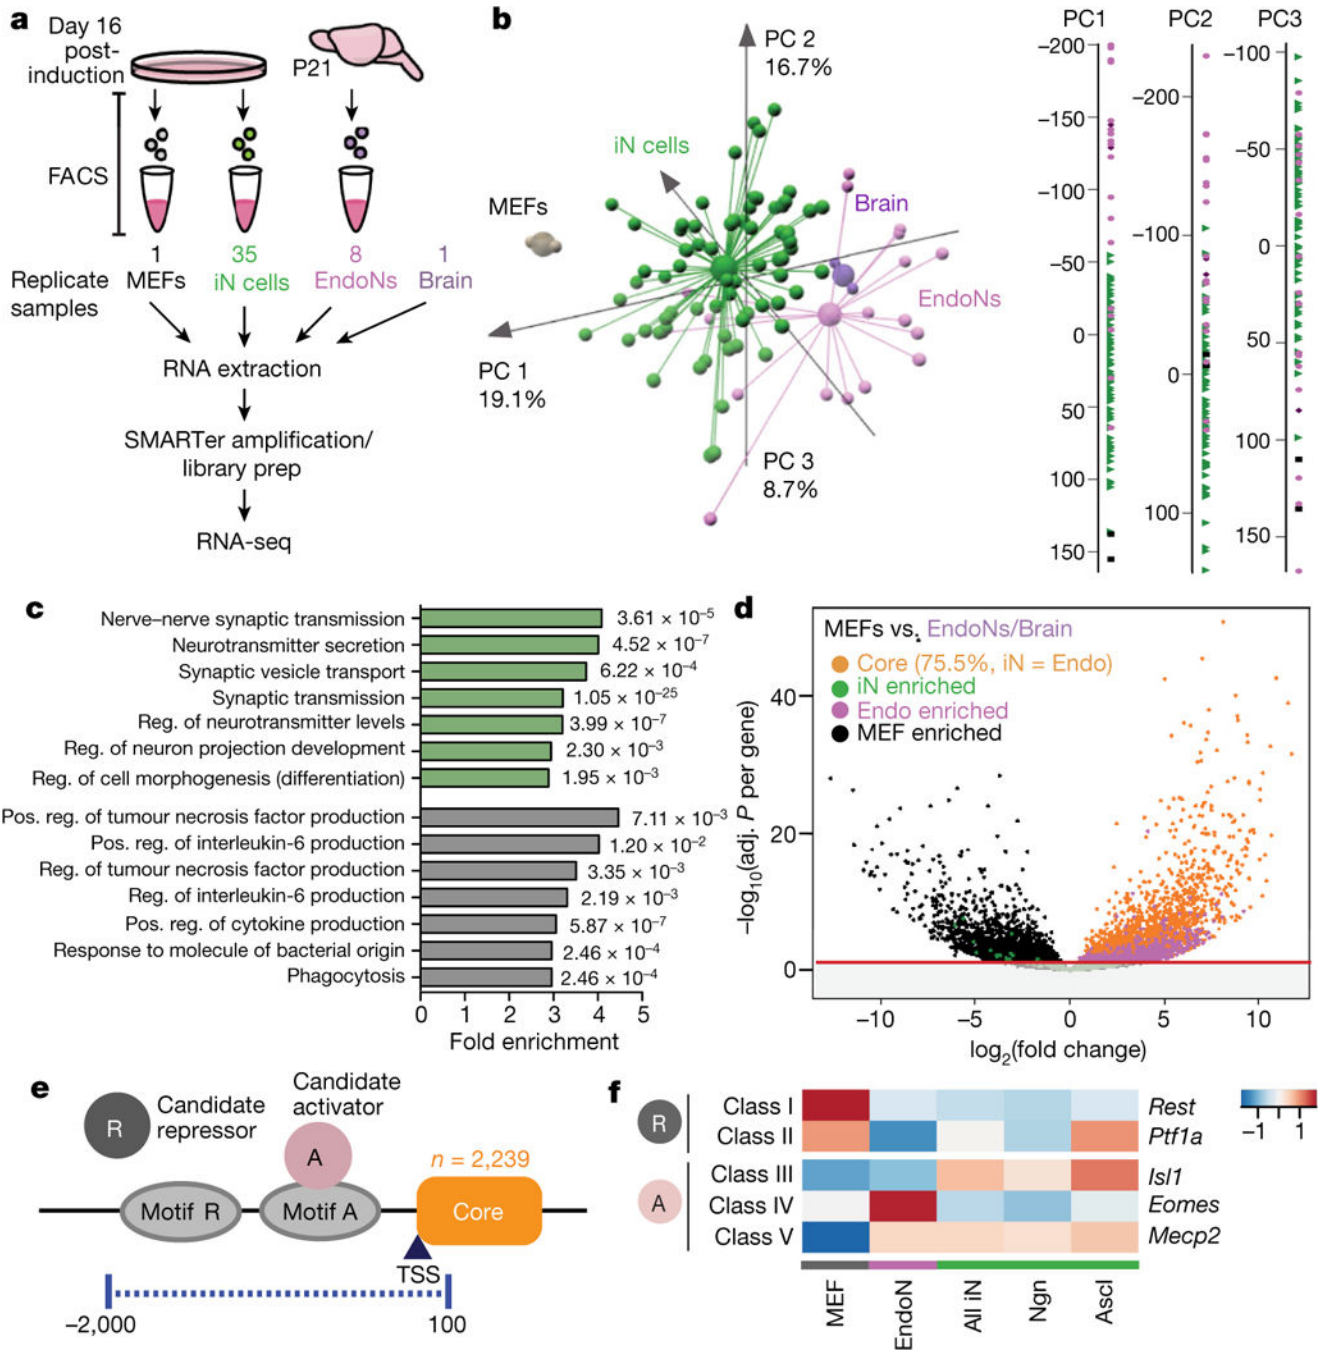 a
Day 16
post-
induction
P21
FACS
1
35
8
1
Replicate
samples
MEFs
iN cells
EndoNs
Brain
RNA extraction
SMARTer amplification/
library prep
RNA-seq
b
PC 2
16.7%
iN cells
MEFs
Brain
EndoNs
PC 1
19.1%
PC 3
8.7%
PC1
−200
−150
−100
−50
0
50
100
150
PC2
−200
−100
0
100
PC3
−100
−50
0
50
100
150
c
Nerve–nerve synaptic transmission 3.61 × 10⁻⁵
Neurotransmitter secretion 4.52 × 10⁻⁷
Synaptic vesicle transport 6.22 × 10⁻⁴
Synaptic transmission 1.05 × 10⁻²⁵
Reg. of neurotransmitter levels 3.99 × 10⁻⁷
Reg. of neuron projection development 2.30 × 10⁻³
Reg. of cell morphogenesis (differentiation) 1.95 × 10⁻³
Pos. reg. of tumour necrosis factor production 7.11 × 10⁻³
Pos. reg. of interleukin-6 production 1.20 × 10⁻²
Reg. of tumour necrosis factor production 3.35 × 10⁻³
Reg. of interleukin-6 production 2.19 × 10⁻³
Pos. reg. of cytokine production 5.87 × 10⁻⁷
Response to molecule of bacterial origin 2.46 × 10⁻⁴
Phagocytosis 2.46 × 10⁻⁴
0 1 2 3 4 5
Fold enrichment
d
MEFs vs. EndoNs/Brain
Core (75.5%, iN = Endo)
iN enriched
Endo enriched
MEF enriched
−log₁₀(adj. P per gene)
40
20
0
−10 −5 0 5 10
log₂(fold change)
e
R
Candidate
repressor
Candidate
activator
A
n = 2,239
Motif R
Motif A
Core
TSS
−2,000
100
f
R
A
Class I
Class II
Class III
Class IV
Class V
Rest
Ptf1a
Isl1
Eomes
Mecp2
−1 1
MEF
EndoN
All iN
Ngn
Ascl